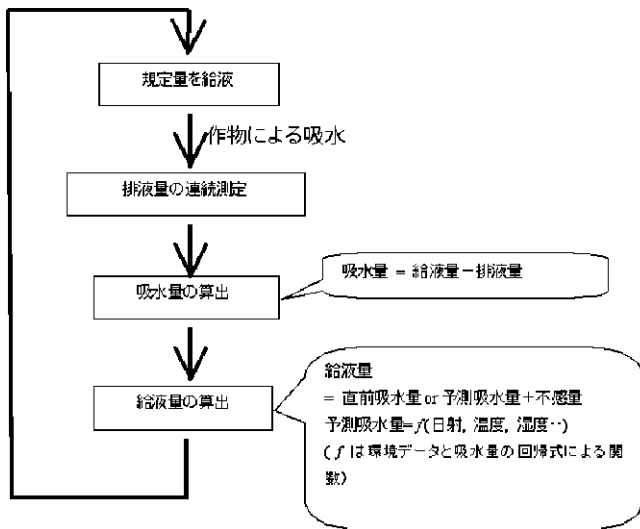 規定量を給液
作物による吸水
排液量の連続測定
吸水量 = 給液量－排液量
吸水量の算出
給液量の算出
給液量
= 直前吸水量 or 予測吸水量＋不感量
予測吸水量=f(日射, 温度, 湿度‥)
(f は環境データと吸水量の回帰式による関
数)